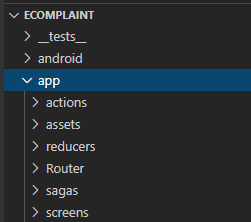 ECOMPLAINT
__tests__
android
app
actions
assets
reducers
Router
sagas
screens